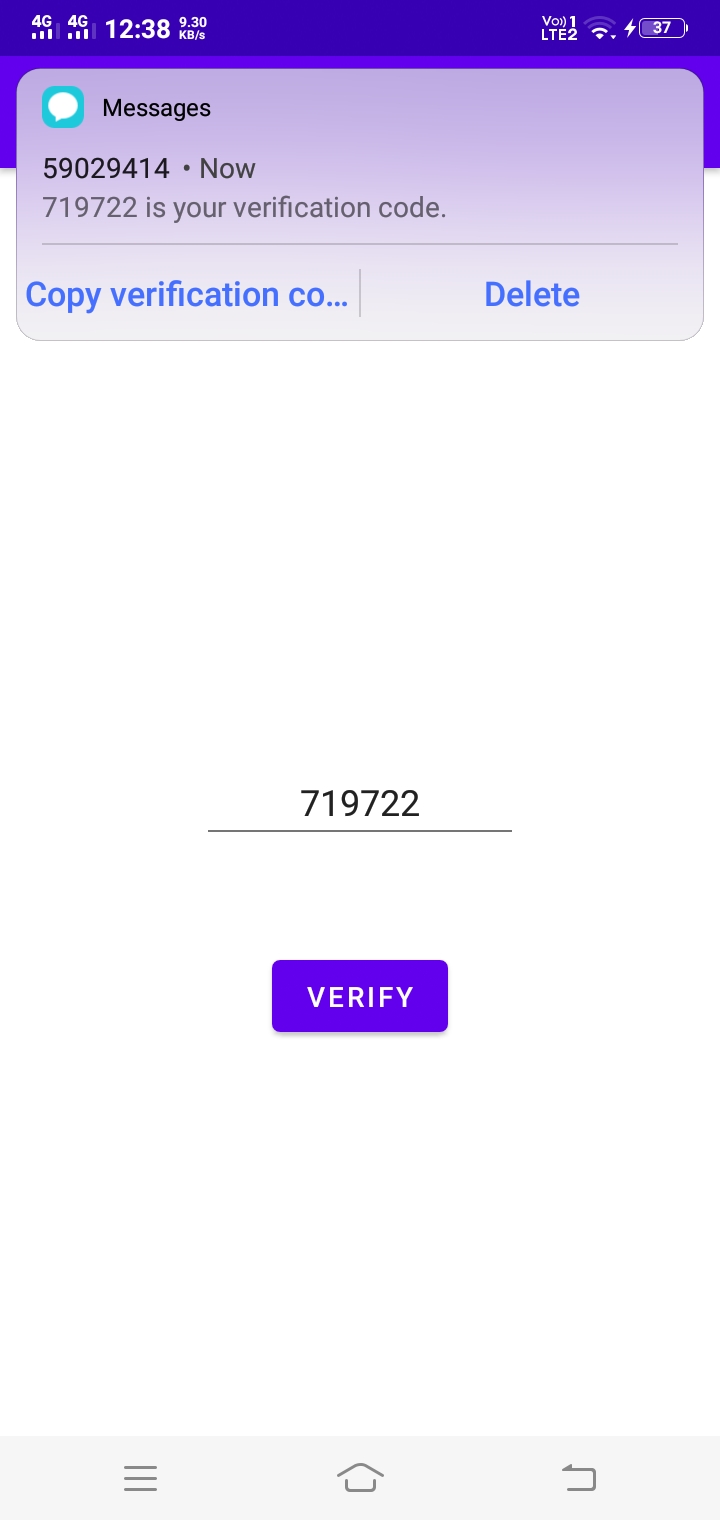 4G 4G 12:38 9.30 KB/s Vo)) 1 LTE2 37
Messages
59029414 • Now
719722 is your verification code.
Copy verification co... Delete
719722
VERIFY